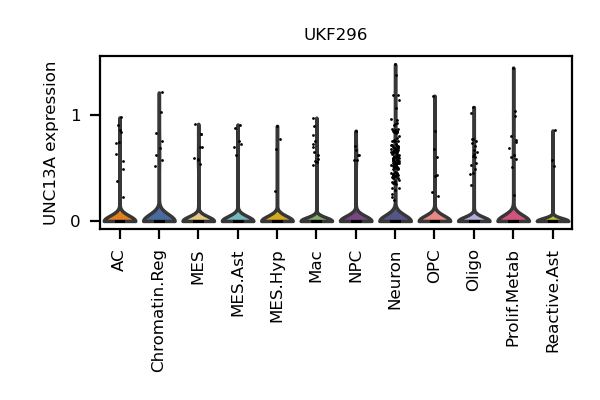 UKF296
UNC13A expression
1
0
AC
Chromatin.Reg
MES
MES.Ast
MES.Hyp
Mac
NPC
Neuron
OPC
Oligo
Prolif.Metab
Reactive.Ast